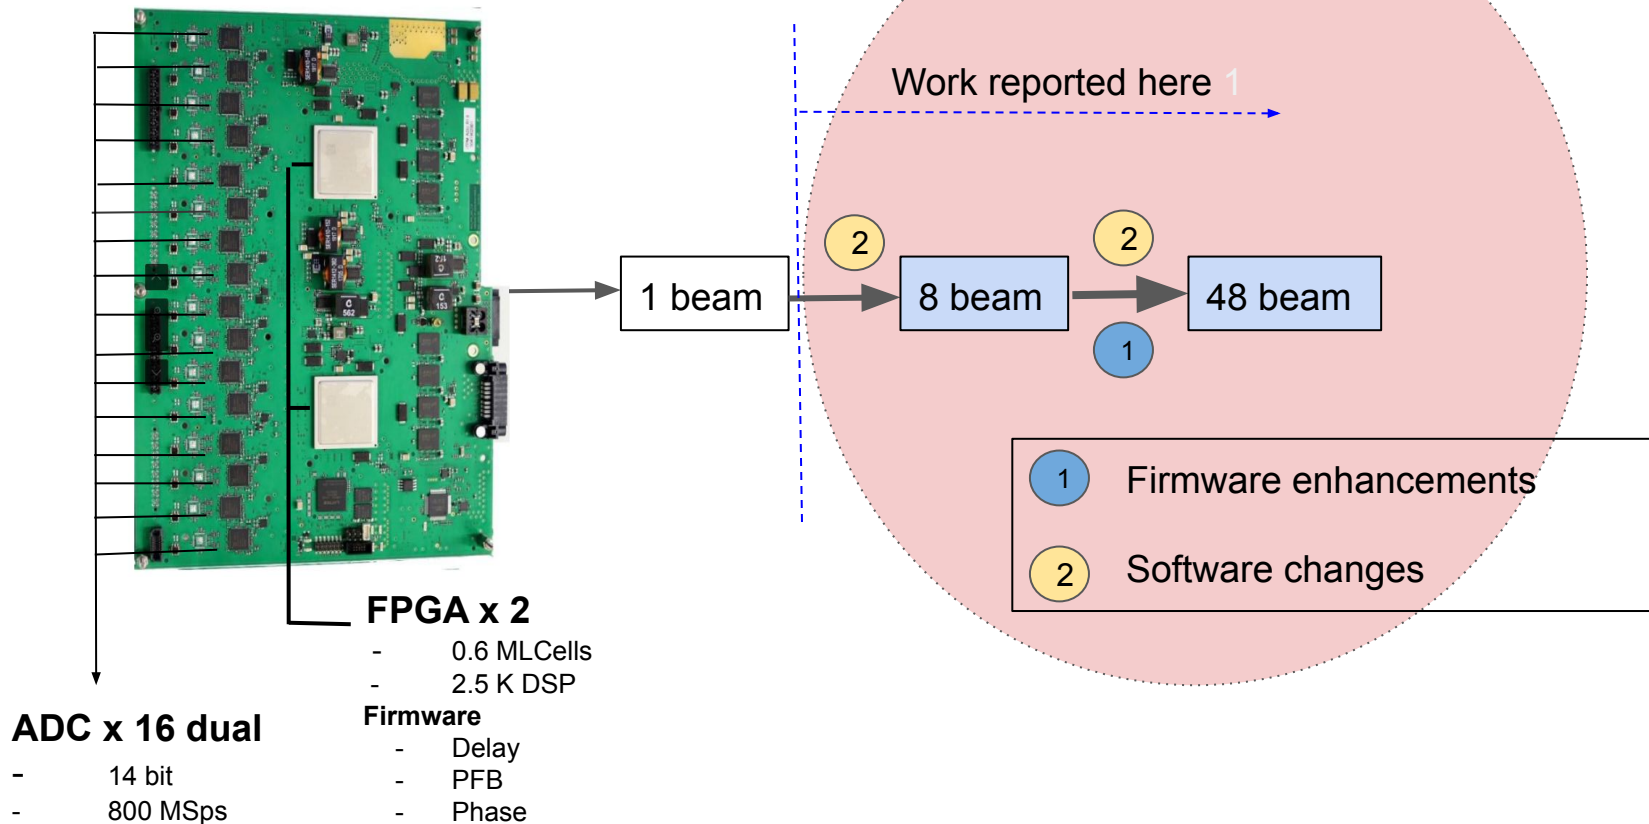 Work reported here 1
2
2
1 beam
8 beam
48 beam
1
1 Firmware enhancements
2 Software changes
FPGA x 2
- 0.6 MLCells
- 2.5 K DSP
Firmware
- Delay
- PFB
- Phase
ADC x 16 dual
- 14 bit
- 800 MSps